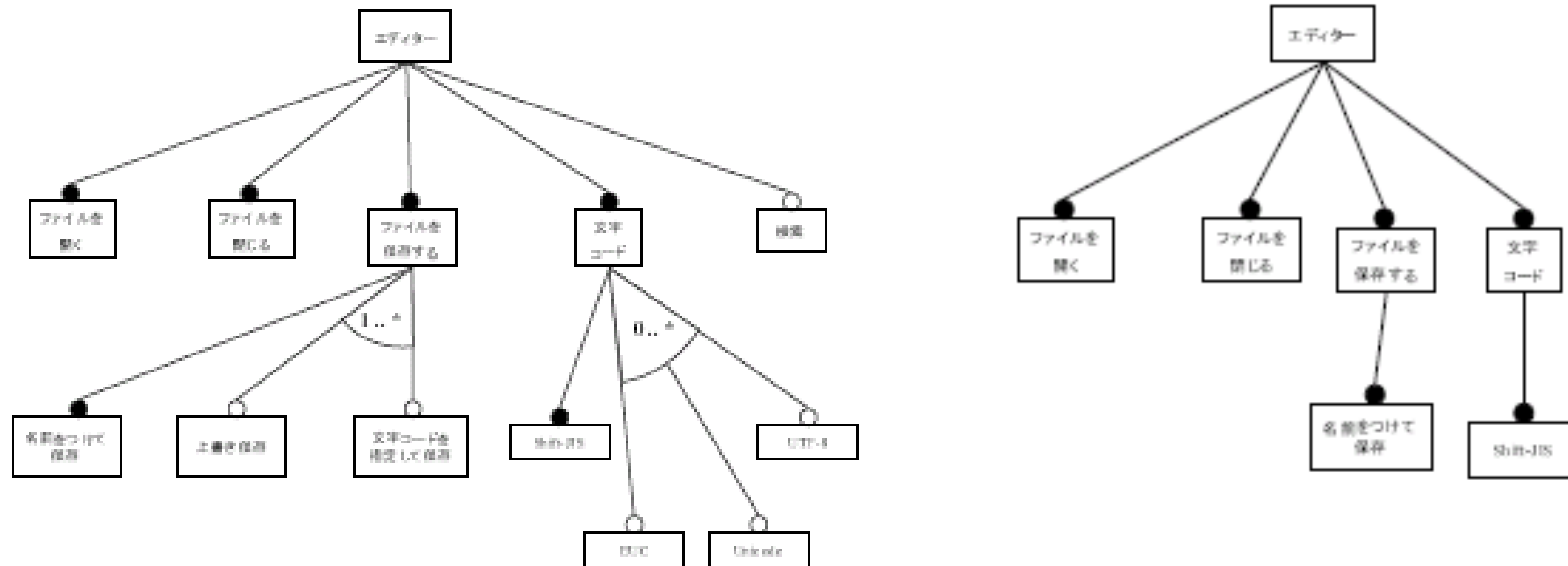 エディター
ファイルを
開く
ファイルを
閉じる
ファイルを
保存する
文字
コード
検索
1..*
0..*
名前をつけて
保存
上書き保存
文字コードを
指定して保存
Shift-JIS
UTF-8
EUC
Unicode
エディター
ファイルを
開く
ファイルを
閉じる
ファイルを
保存する
文字
コード
名前をつけて
保存
Shift-JIS